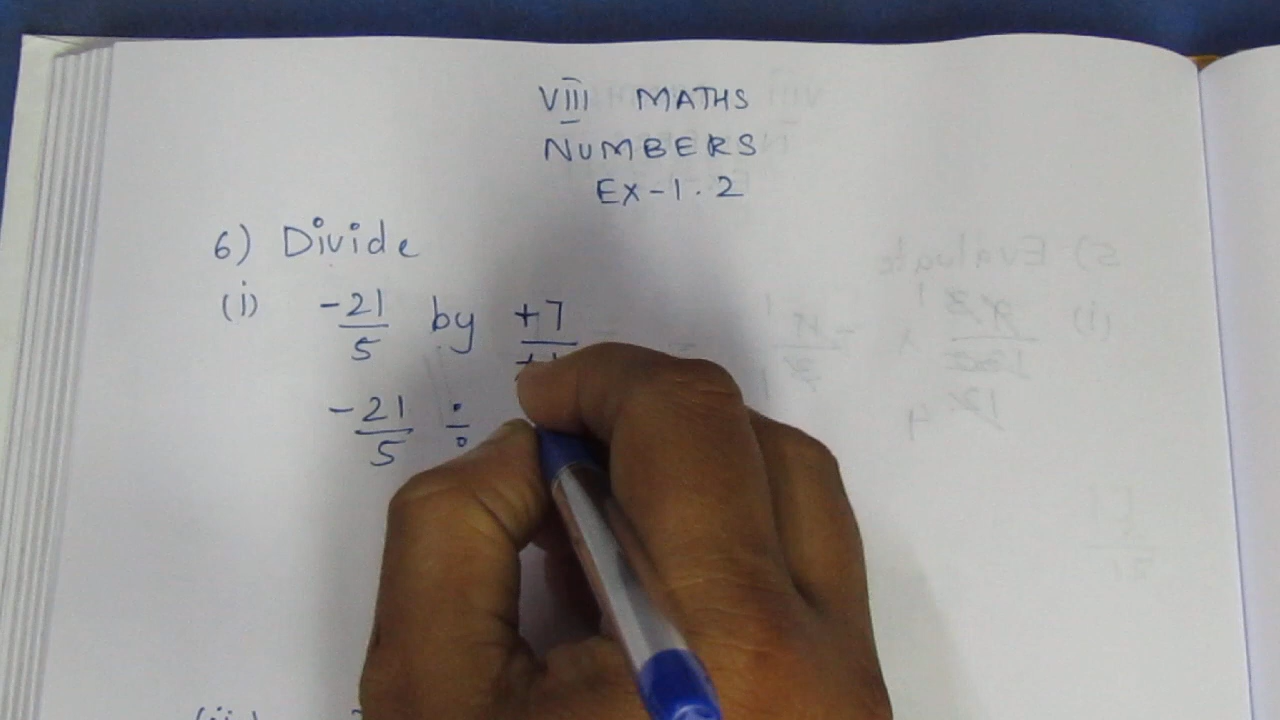 VIII MATHS
NUMBERS
Ex-1.2
6) Divide
(i) -21/5 by +7
-21/5 ÷